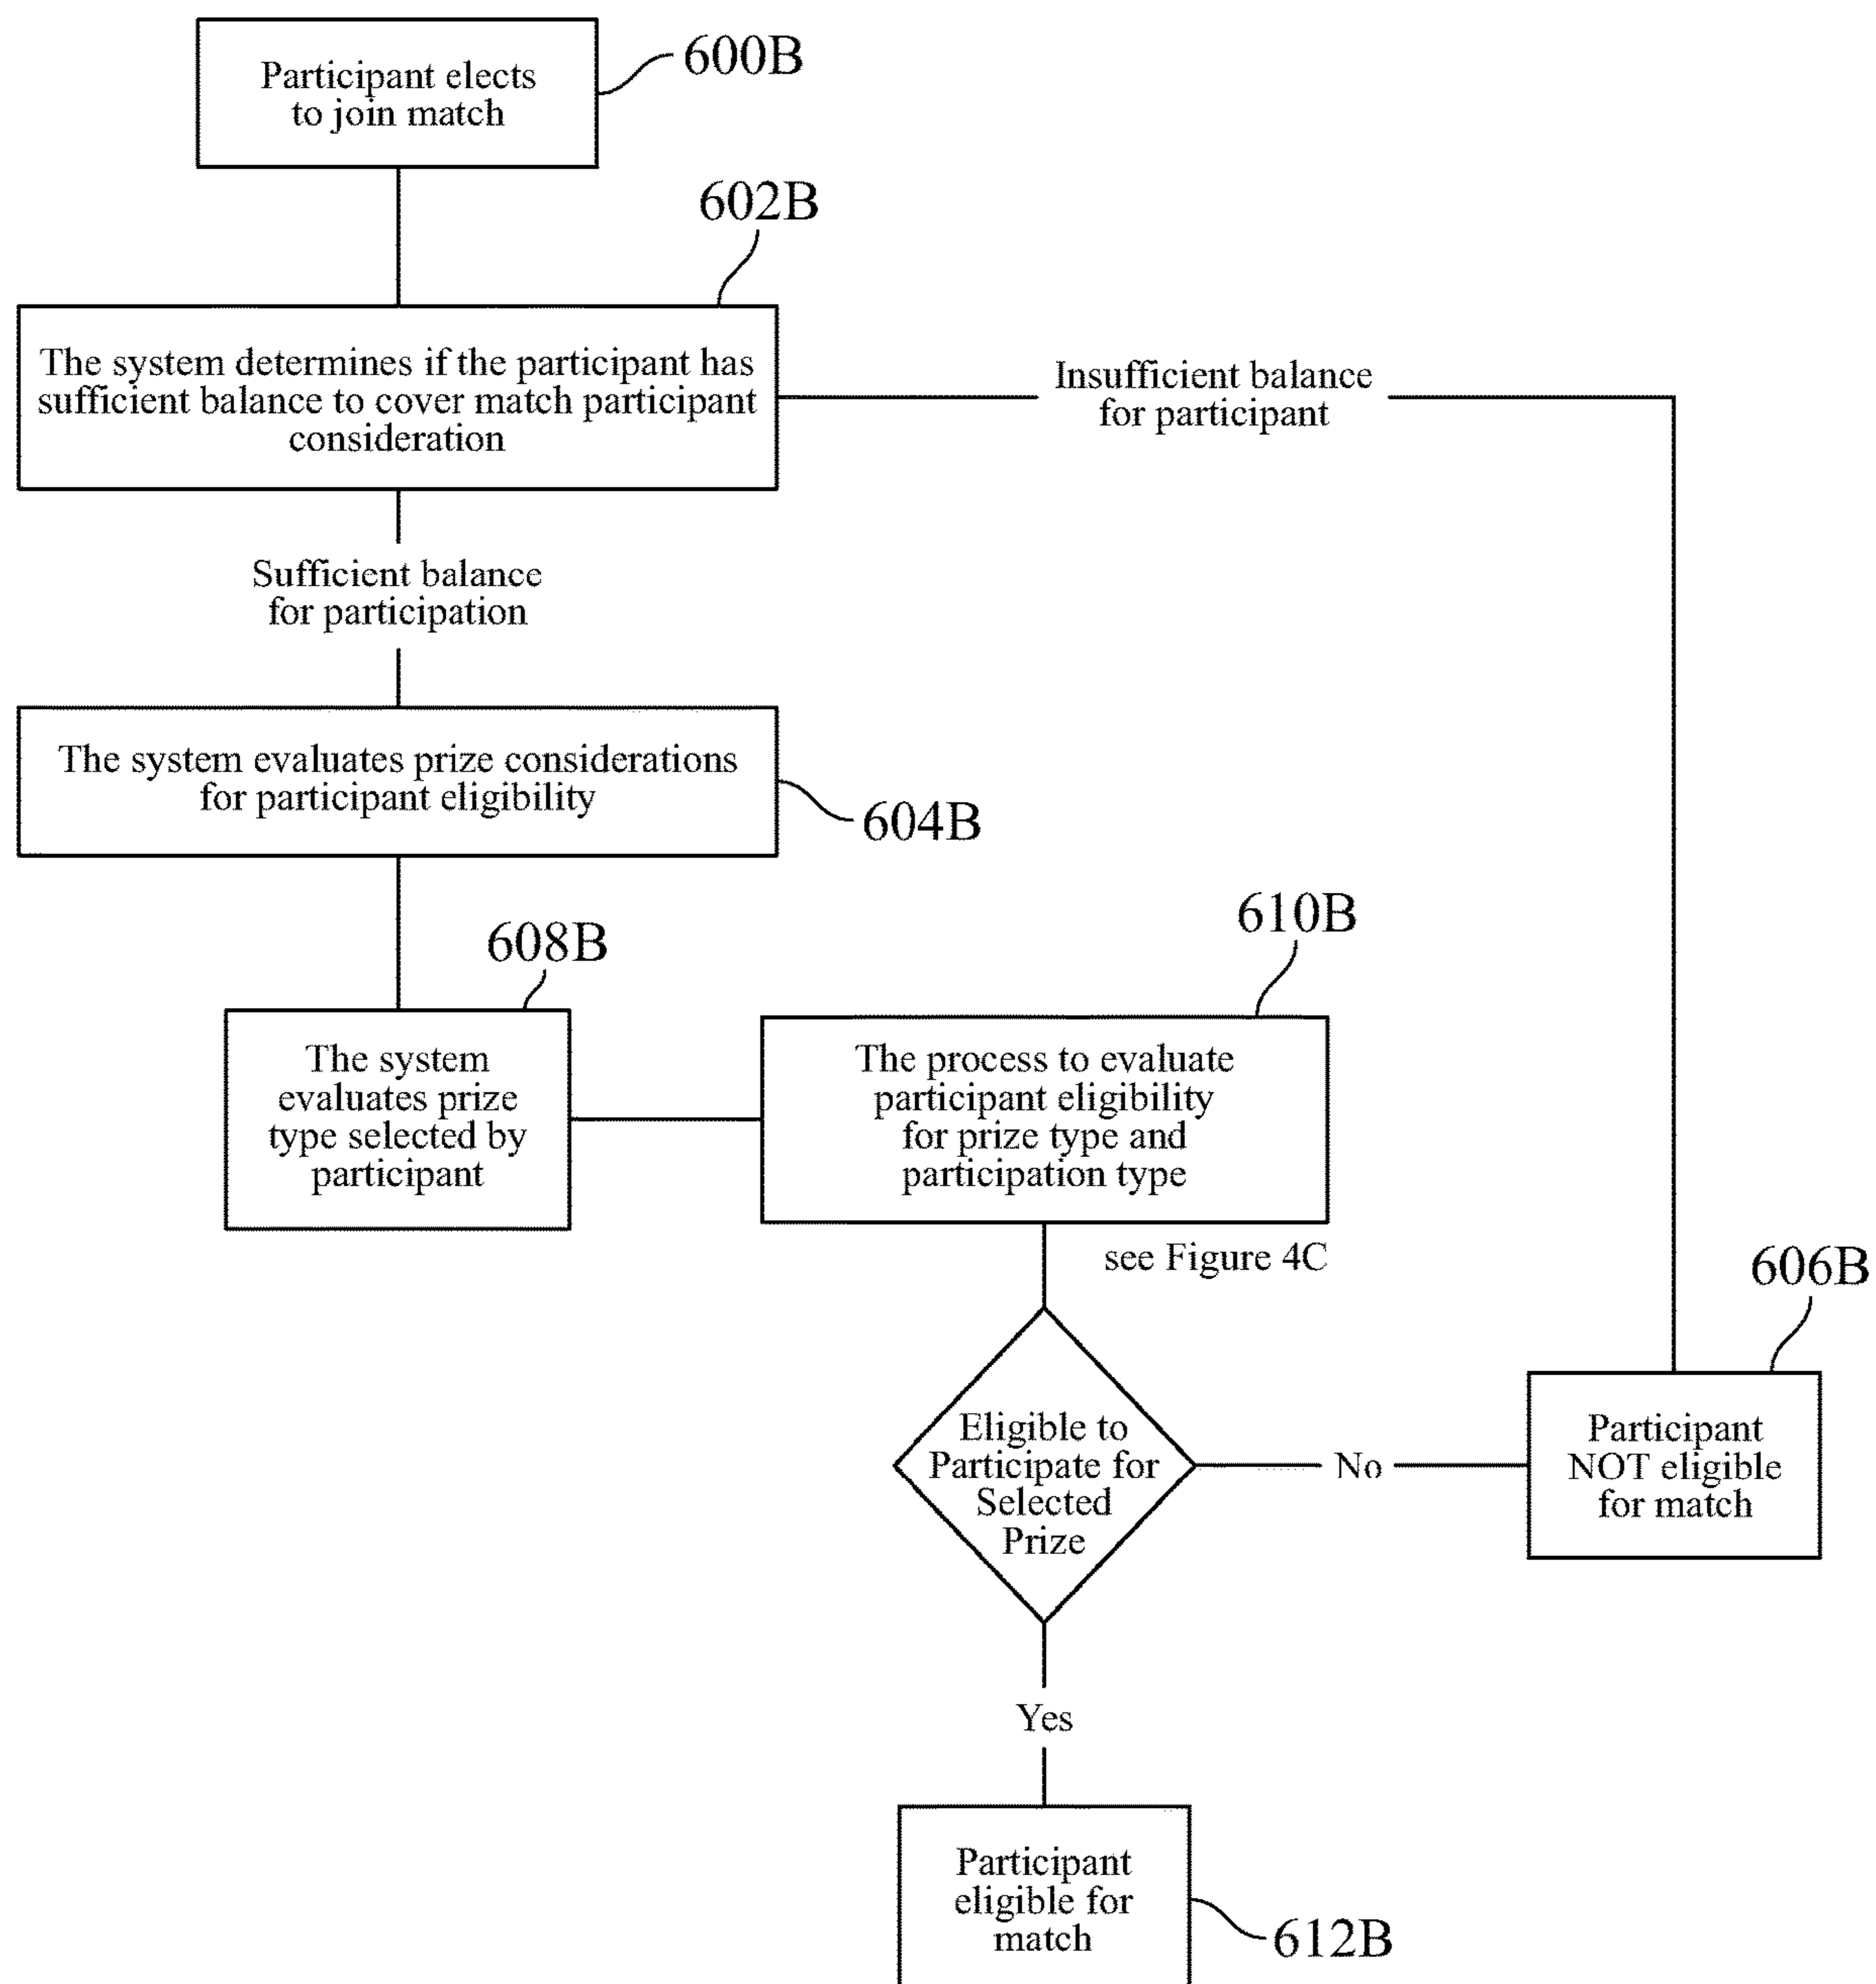 Participant elects
to join match
600B
602B
The system determines if the participant has
sufficient balance to cover match participant
consideration
Insufficient balance
for participant
Sufficient balance
for participation
The system evaluates prize considerations
for participant eligibility
604B
608B
610B
The system
evaluates prize
type selected by
participant
The process to evaluate
participant eligibility
for prize type and
participation type
see Figure 4C
606B
Eligible to
Participate for
Selected
Prize
No
Participant
NOT eligible
for match
Yes
Participant
eligible for
match
612B